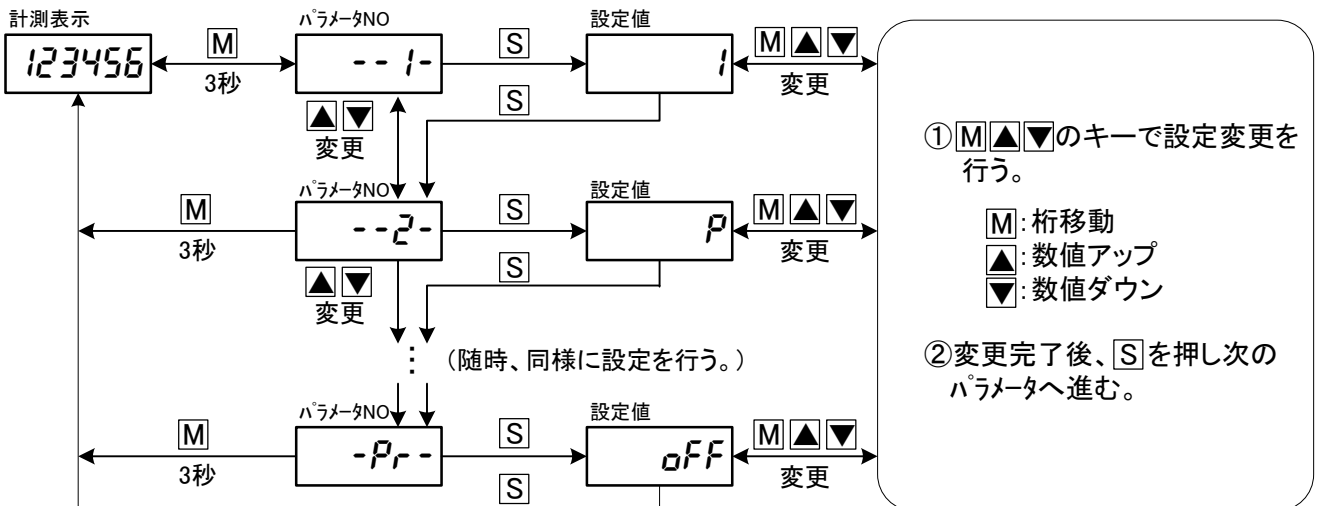 計測表示
パラメータNO
設定値
123456
M
3秒
--1-
S
1
M▲▼
変更
S
▲▼
変更
パラメータNO
設定値
M
3秒
--2-
S
P
M▲▼
変更
▲▼
変更
S
⋮ (随時、同様に設定を行う。)
パラメータNO
設定値
M
3秒
-Pr-
S
oFF
M▲▼
変更
S
①M▲▼のキーで設定変更を
行う。
M:桁移動
▲:数値アップ
▼:数値ダウン
②変更完了後、Sを押し次の
パラメータへ進む。